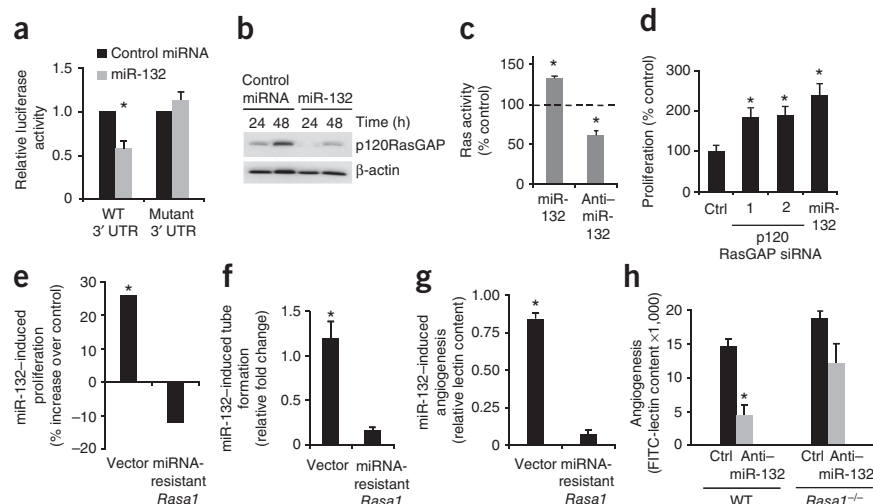 a
Control miRNA
miR-132
Relative luciferase
activity
1.5
1.0
0.5
0
*
WT
3′ UTR
Mutant
3′ UTR
b
Control
miRNA miR-132
24 48 24 48 Time (h)
p120RasGAP
β-actin
c
Ras activity
(% control)
150
100
50
0
*
*
miR-
132
Anti–
miR-
132
d
Proliferation (% control)
300
200
100
0
* * *
Ctrl 1 2 miR-
132
p120
RasGAP siRNA
e
miR-132–induced
proliferation
(% increase over control)
30
20
10
0
–10
–20
*
Vector miRNA-
resistant
Rasa1
f
miR-132–induced tube
formation
(relative fold change)
1.5
1.0
0.5
0
*
Vector miRNA-
resistant
Rasa1
g
miR-132–induced
angiogenesis
(relative lectin content)
1.00
0.75
0.50
0.25
0
*
Vector miRNA-
resistant
Rasa1
h
Angiogenesis
(FITC-lectin content ×1,000)
20
15
10
5
0
*
Ctrl Anti–
miR-132
Ctrl Anti–
miR-132
WT
Rasa1–/–